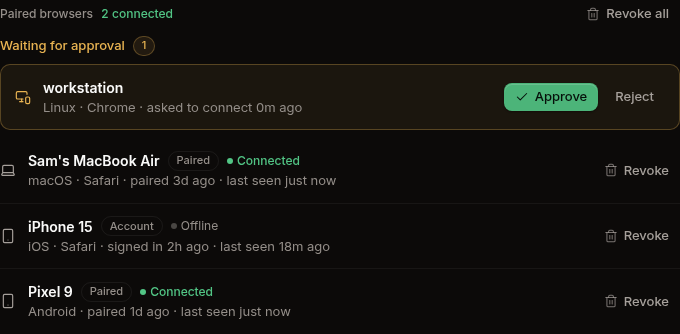 Paired browsers 2 connected Revoke all
Waiting for approval 1
workstation
Linux · Chrome · asked to connect 0m ago
Approve Reject
Sam's MacBook Air Paired Connected
macOS · Safari · paired 3d ago · last seen just now
Revoke
iPhone 15 Account Offline
iOS · Safari · signed in 2h ago · last seen 18m ago
Revoke
Pixel 9 Paired Connected
Android · paired 1d ago · last seen just now
Revoke